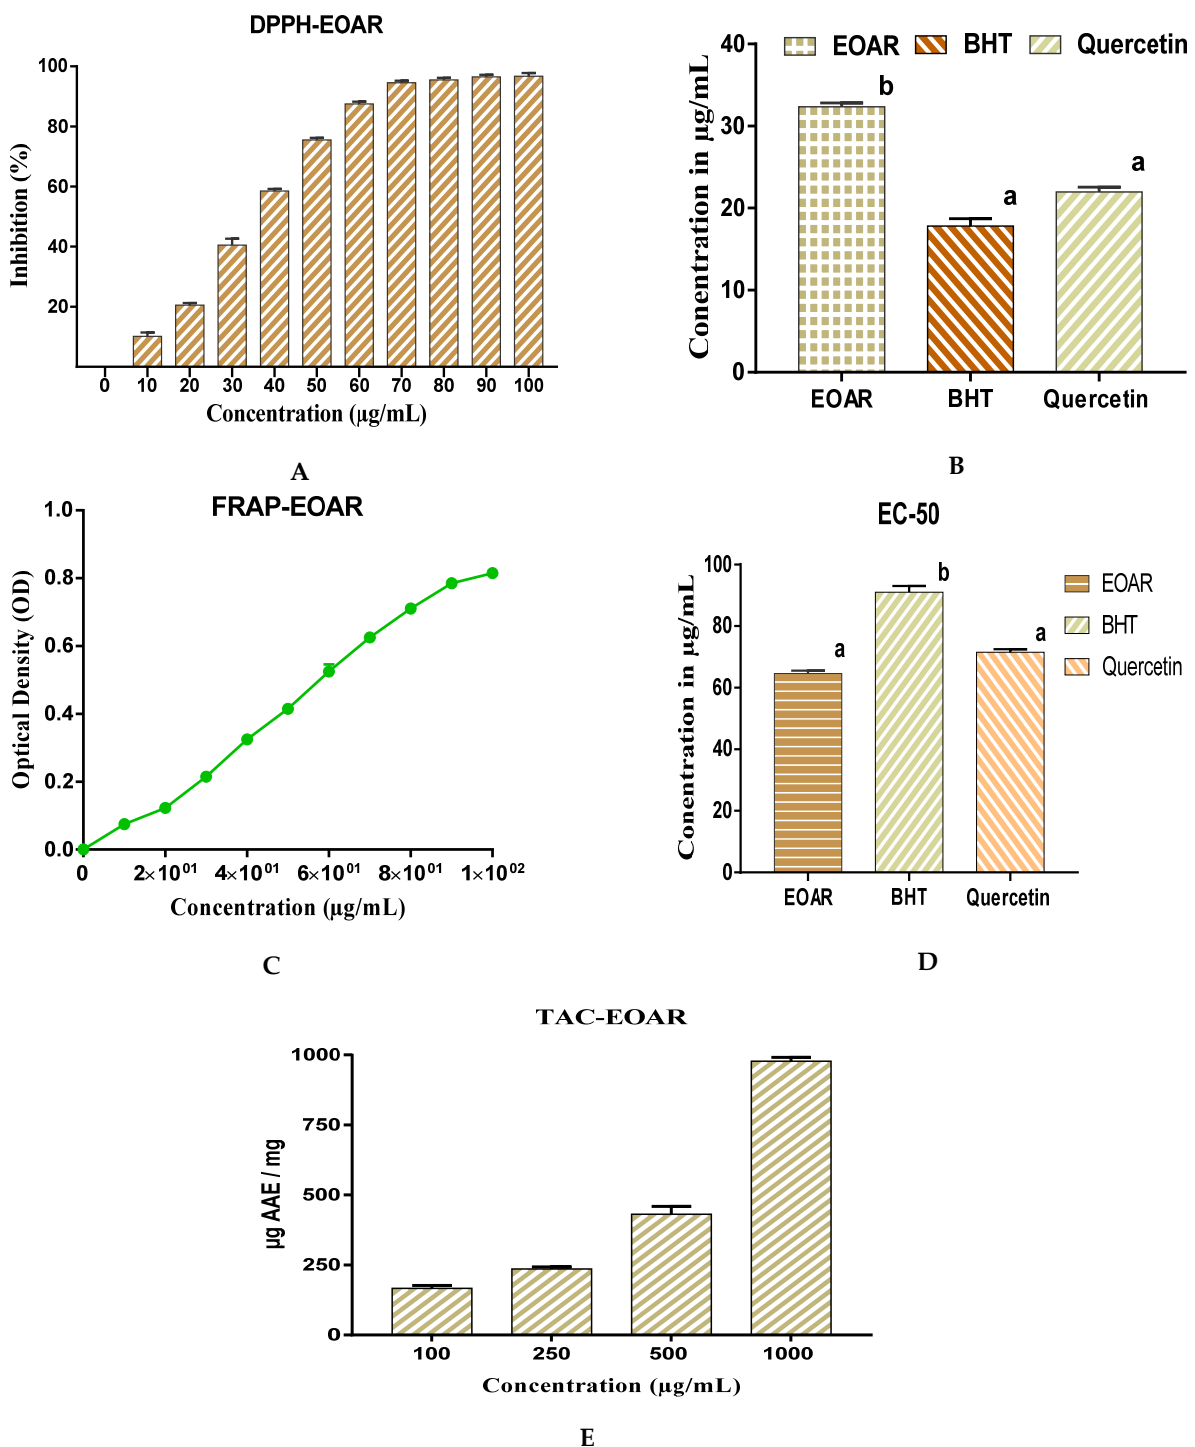 DPPH-EOAR
Inhibition (%)
100
80
60
40
20
0 10 20 30 40 50 60 70 80 90 100
Concentration (µg/mL)
A
EOAR BHT Quercetin
Conentration in µg/mL
40
30
20
10
0
b
a
a
EOAR BHT Quercetin
B
FRAP-EOAR
Optical Density (OD)
1.0
0.8
0.6
0.4
0.2
0.0
0 2×10⁰¹ 4×10⁰¹ 6×10⁰¹ 8×10⁰¹ 1×10⁰²
Concentration (µg/mL)
C
EC-50
Conentration in µg/mL
100
80
60
40
20
0
a
b
a
EOAR BHT Quercetin
EOAR
BHT
Quercetin
D
TAC-EOAR
µg AAE / mg
1000
750
500
250
0
100 250 500 1000
Concentration (µg/mL)
E